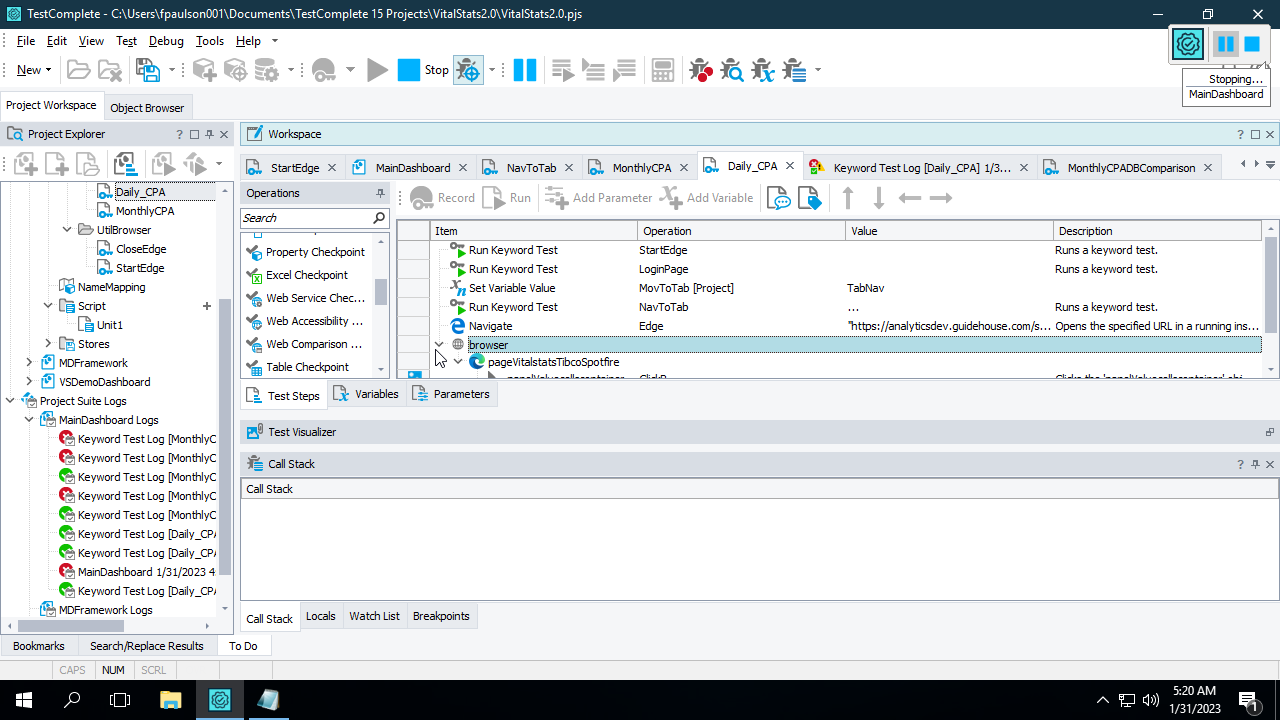 TestComplete - C:\Users\fpaulson001\Documents\TestComplete 15 Projects\VitalStats2.0\VitalStats2.0.pjs
File Edit View Test Debug Tools Help
New Stop
Stopping...
MainDashboard
Project Workspace Object Browser
Project Explorer ?
Workspace ?
StartEdge MainDashboard NavToTab MonthlyCPA Daily_CPA Keyword Test Log [Daily_CPA] 1/3... MonthlyCPADBComparison
Operations
Record Run Add Parameter Add Variable
Search
Item Operation Value Description
Run Keyword Test StartEdge Runs a keyword test.
Run Keyword Test LoginPage Runs a keyword test.
Set Variable Value MovToTab [Project] TabNav
Run Keyword Test NavToTab ... Runs a keyword test.
Navigate Edge "https://analyticsdev.guidehouse.com/s... Opens the specified URL in a running ins...
browser
pageVitalstatsTibcoSpotfire
Property Checkpoint
Excel Checkpoint
Web Service Chec...
Web Accessibility ...
Web Comparison ...
Table Checkpoint
Test Steps Variables Parameters
Test Visualizer
Call Stack ?
Call Stack
Call Stack Locals Watch List Breakpoints
Daily_CPA
MonthlyCPA
UtilBrowser
CloseEdge
StartEdge
NameMapping
Script
Unit1
Stores
MDFramework
VSDemoDashboard
Project Suite Logs
MainDashboard Logs
Keyword Test Log [MonthlyC
Keyword Test Log [MonthlyC
Keyword Test Log [MonthlyC
Keyword Test Log [MonthlyC
Keyword Test Log [MonthlyC
Keyword Test Log [Daily_CPA
Keyword Test Log [Daily_CPA
MainDashboard 1/31/2023 4
Keyword Test Log [Daily_CPA
MDFramework Logs
Bookmarks Search/Replace Results To Do
CAPS NUM SCRL
5:20 AM
1/31/2023
1